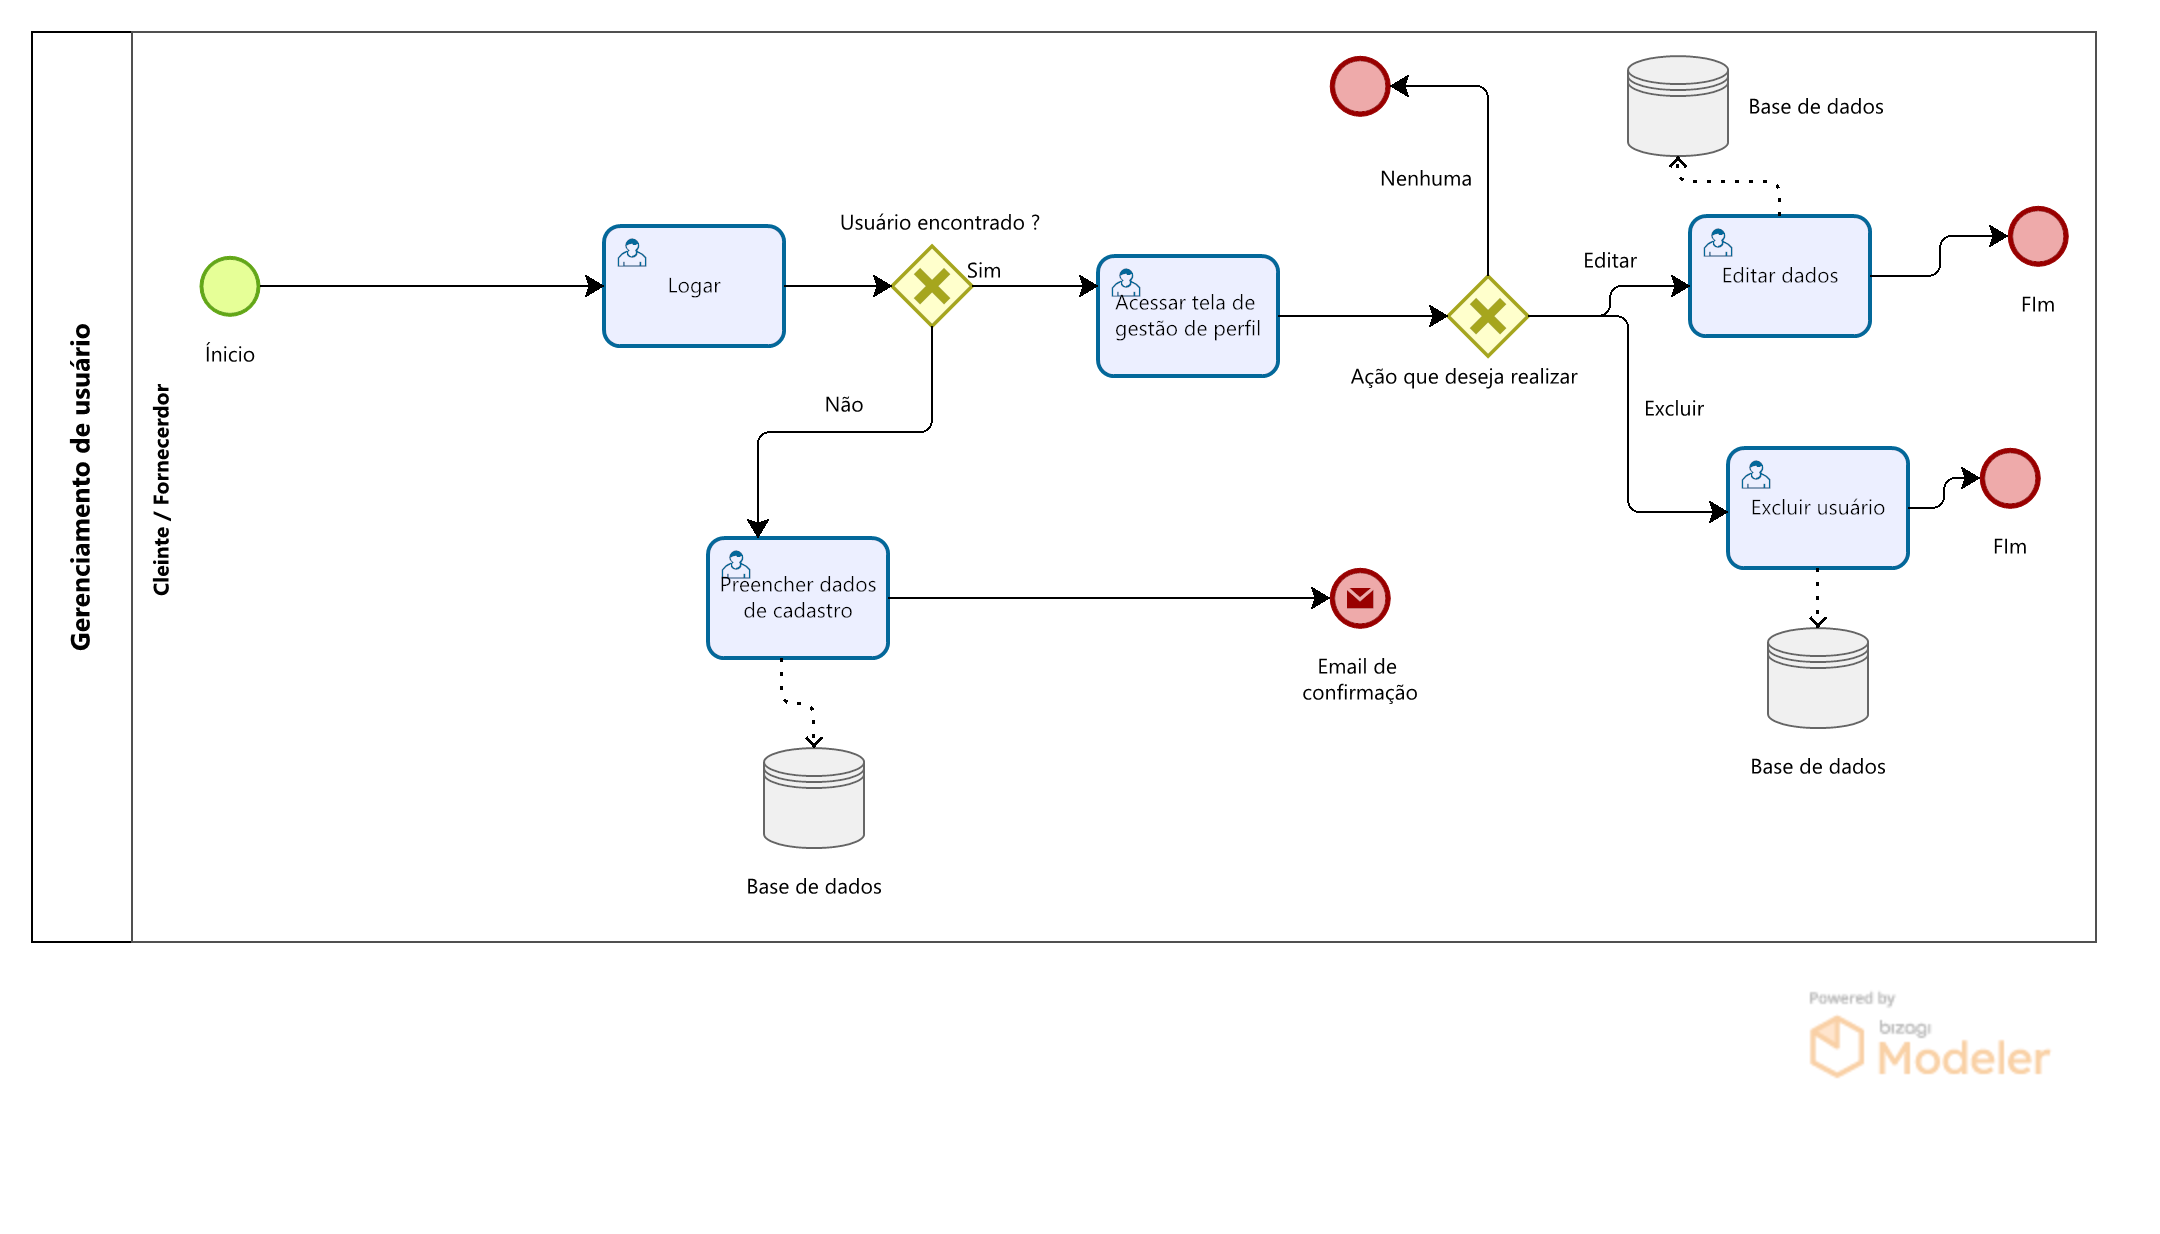 Gerenciamento de usuário
Cleinte / Fornecerdor
Ínicio
Logar
Usuário encontrado ?
Sim
Não
Acessar tela de
gestão de perfil
Nenhuma
Ação que deseja realizar
Editar
Excluir
Base de dados
Editar dados
FIm
Excluir usuário
FIm
Base de dados
Preencher dados
de cadastro
Email de
confirmação
Base de dados
Powered by
bizagi
Modeler